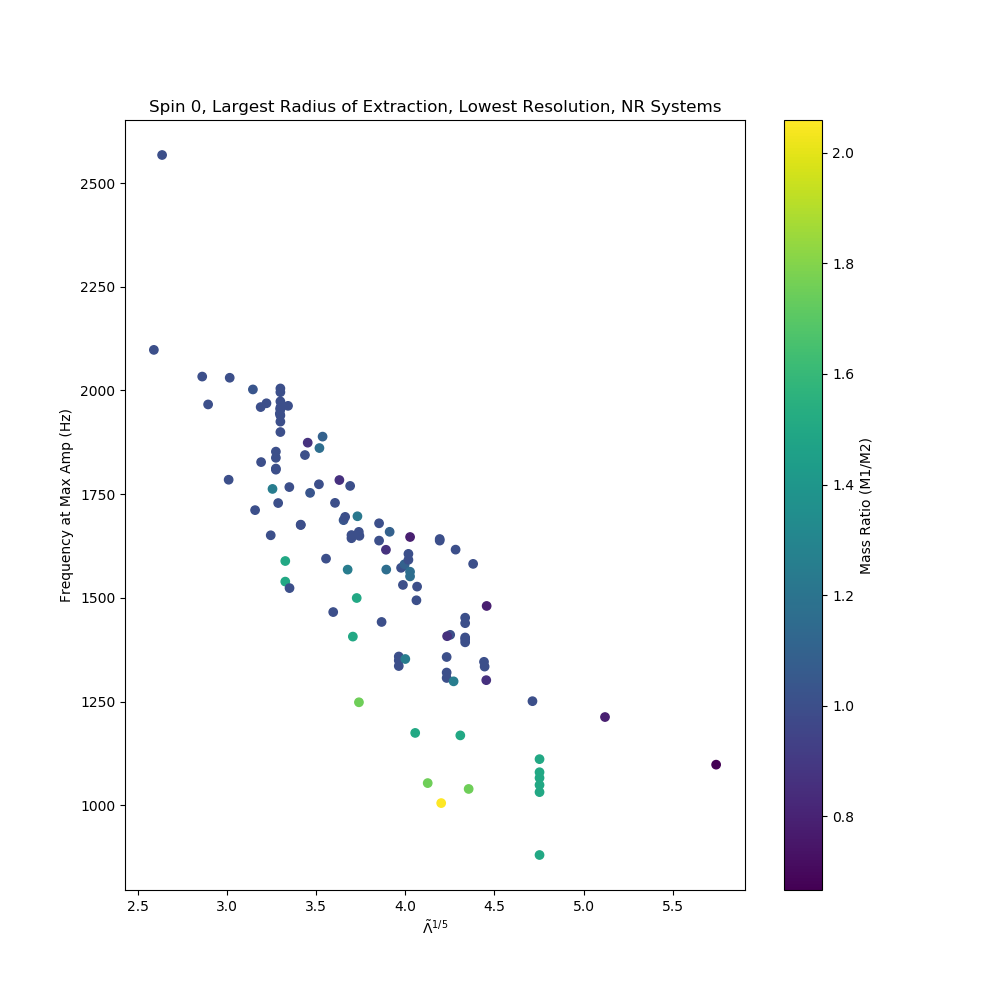 Spin 0, Largest Radius of Extraction, Lowest Resolution, NR Systems
Frequency at Max Amp (Hz)
2500
2250
2000
1750
1500
1250
1000
2.5 3.0 3.5 4.0 4.5 5.0 5.5
Λ̃^{1/5}
2.0
1.8
1.6
1.4
1.2
1.0
0.8
Mass Ratio (M1/M2)